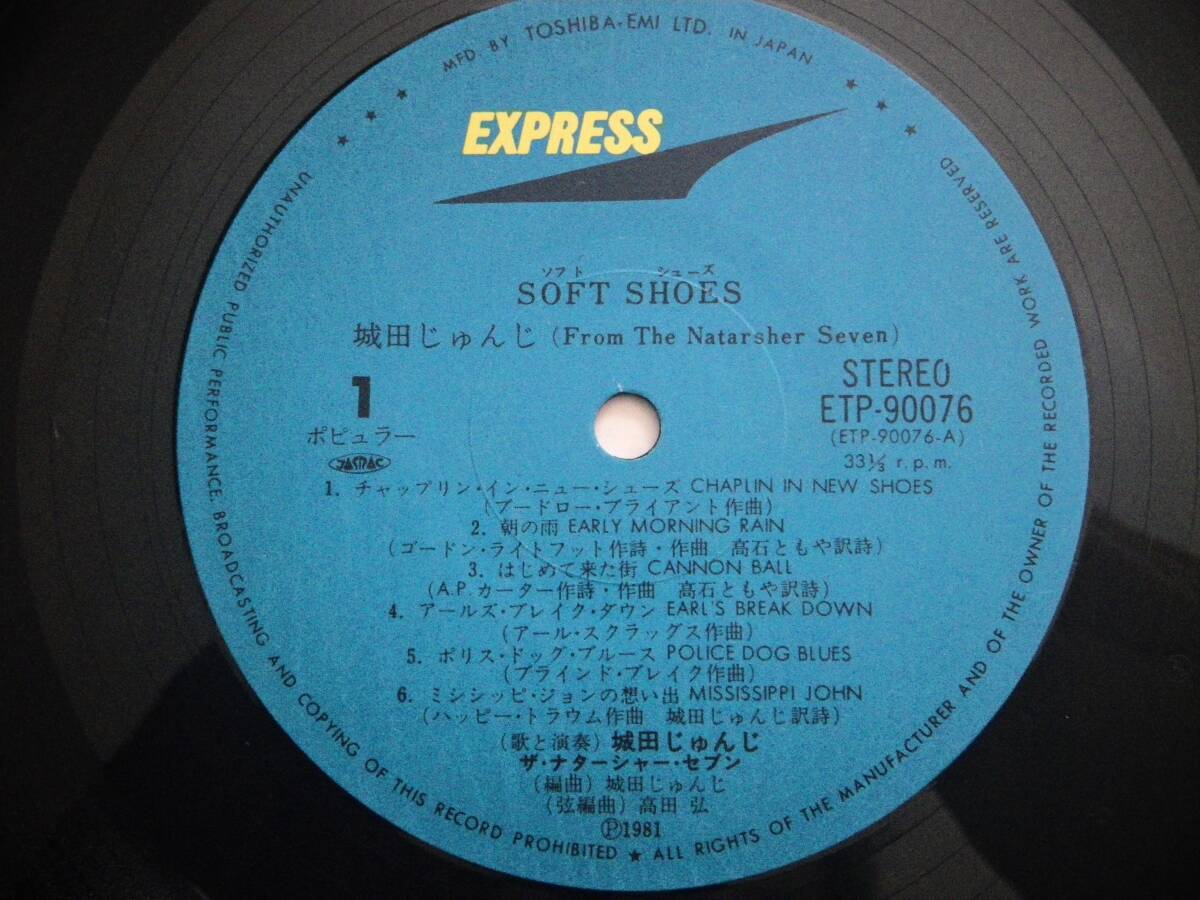 MFD. BY TOSHIBA-EMI LTD. IN JAPAN
EXPRESS
ソフト シューズ
SOFT SHOES
城田じゅんじ (From The Natarsher Seven)
1
ポピュラー
JASRAC
STEREO
ETP-90076
(ETP-90076-A)
33⅓ r.p.m.
1. チャップリン・イン・ニュー・シューズ CHAPLIN IN NEW SHOES
(ブードロー・ブライアント作曲)
2. 朝の雨 EARLY MORNING RAIN
(ゴードン・ライトフット作詩・作曲 高石ともや訳詩)
3. はじめて来た街 CANNON BALL
(A.P.カーター作詩・作曲 高石ともや訳詩)
4. アールズ・ブレイク・ダウン EARL'S BREAK DOWN
(アール・スクラッグス作曲)
5. ポリス・ドッグ・ブルース POLICE DOG BLUES
(ブラインド・ブレイク作曲)
6. ミシシッピ・ジョンの想い出 MISSISSIPPI JOHN
(ハッピー・トラウム作曲 城田じゅんじ訳詩)
(歌と演奏) 城田じゅんじ
ザ・ナターシャー・セブン
(編曲) 城田じゅんじ
(弦編曲) 高田 弘
Ⓟ1981
UNAUTHORIZED PUBLIC PERFORMANCE, BROADCASTING AND COPYING OF THIS RECORD PROHIBITED ★ ALL RIGHTS OF THE MANUFACTURER AND OF THE OWNER OF THE RECORDED WORK ARE RESERVED